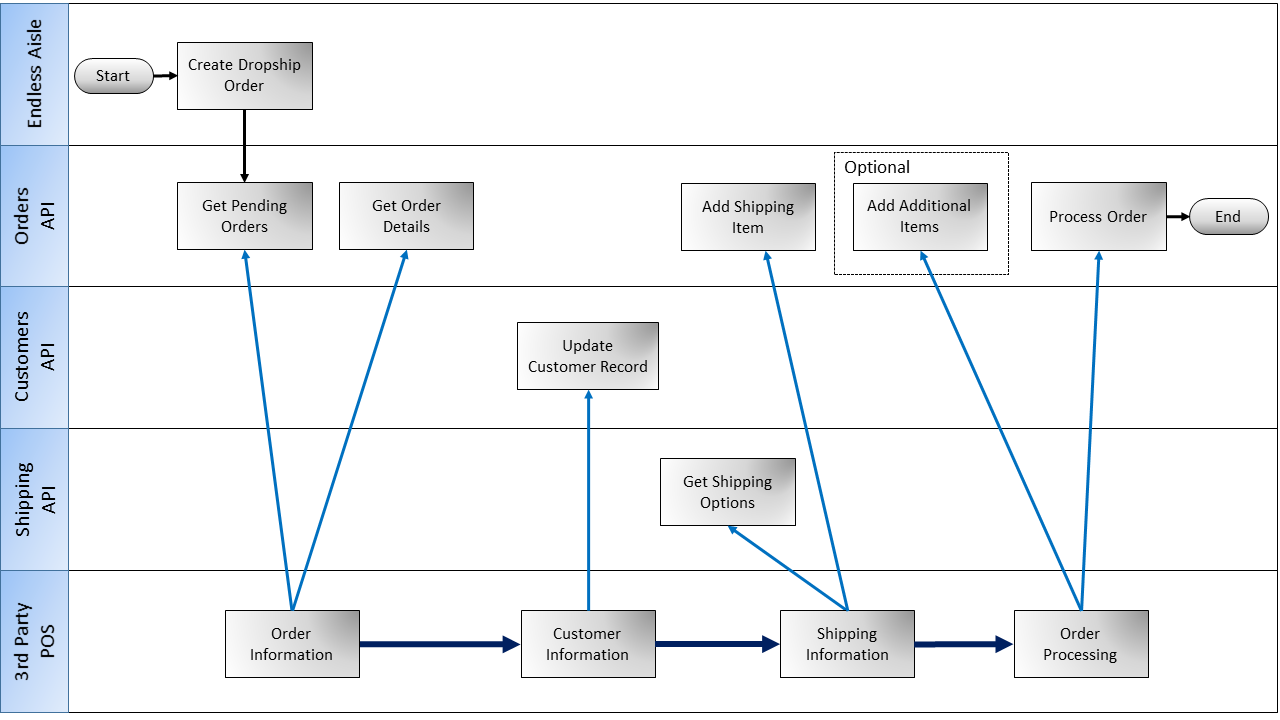 Endless Aisle
Start
Create Dropship
Order
Orders
API
Get Pending
Orders
Get Order
Details
Add Shipping
Item
Optional
Add Additional
Items
Process Order
End
Customers
API
Update
Customer Record
Shipping
API
Get Shipping
Options
3rd Party
POS
Order
Information
Customer
Information
Shipping
Information
Order
Processing